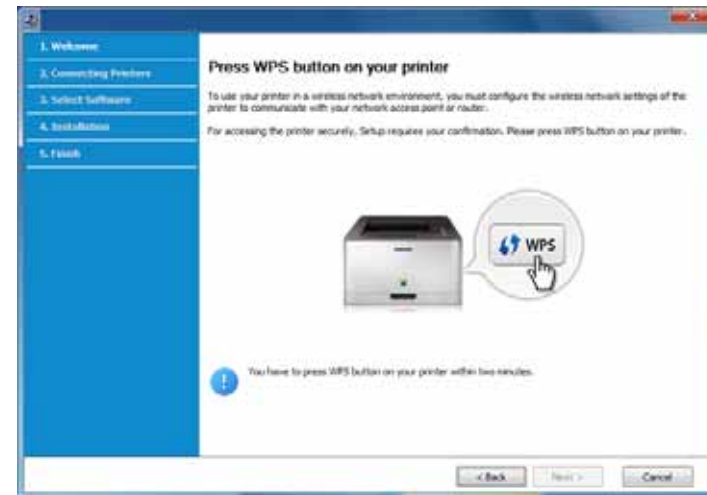 1. Welcome
2. Connecting Printers
3. Select Software
4. Installation
5. Finish
Press WPS button on your printer
To use your printer in a wireless network environment, you must configure the wireless network settings of the
printer to communicate with your network access point or router.
For accessing the printer securely, Setup requires your confirmation. Please press WPS button on your printer.
WPS
You have to press WPS button on your printer within two minutes.
< Back
Next >
Cancel